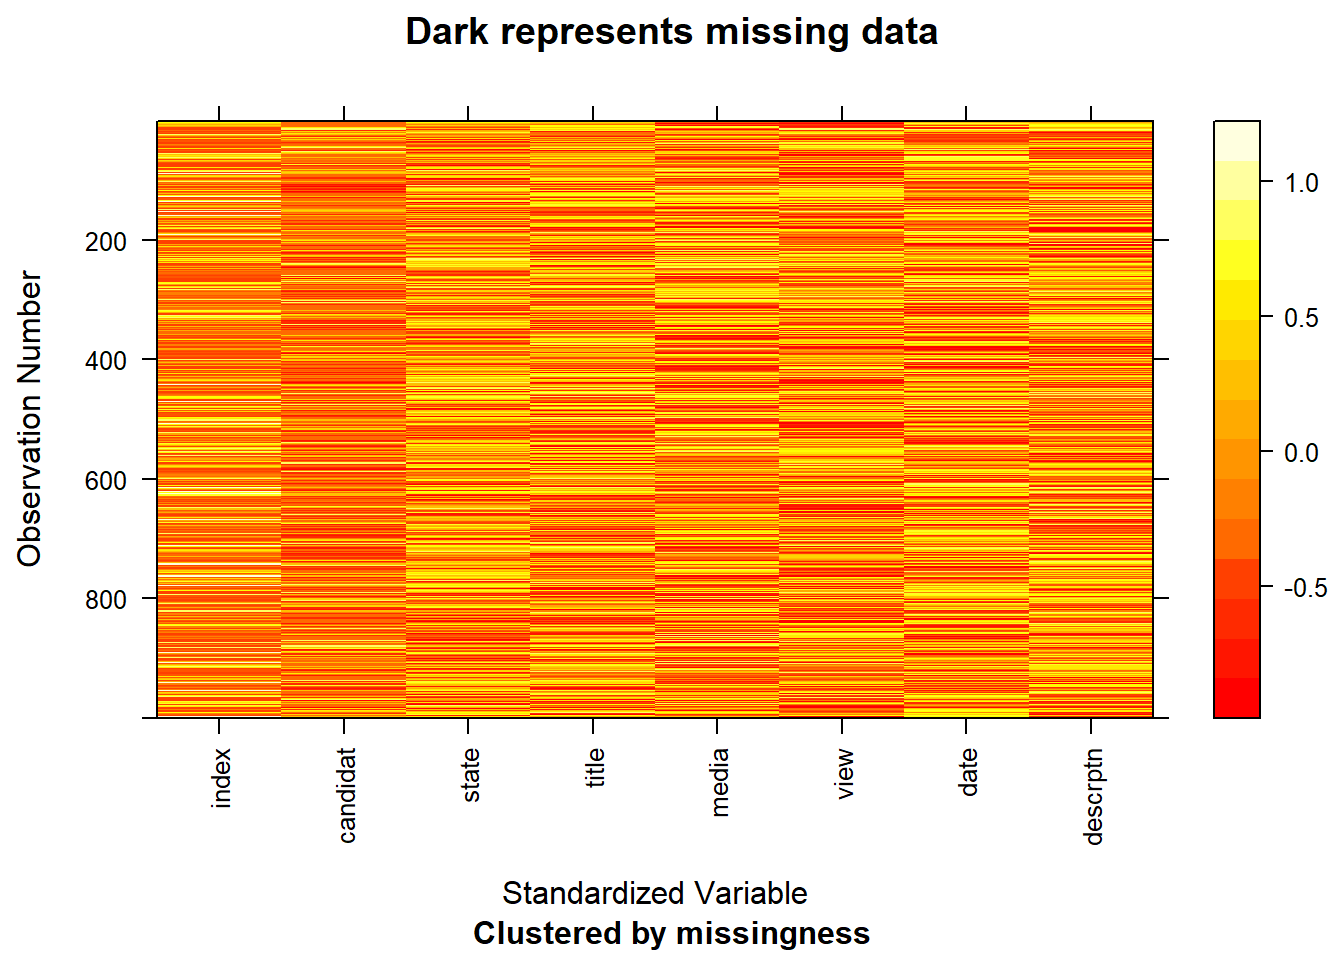 Dark represents missing data
Observation Number
200
400
600
800
index
candidat
state
title
media
view
date
descrptn
Standardized Variable
Clustered by missingness
1.0
0.5
0.0
-0.5